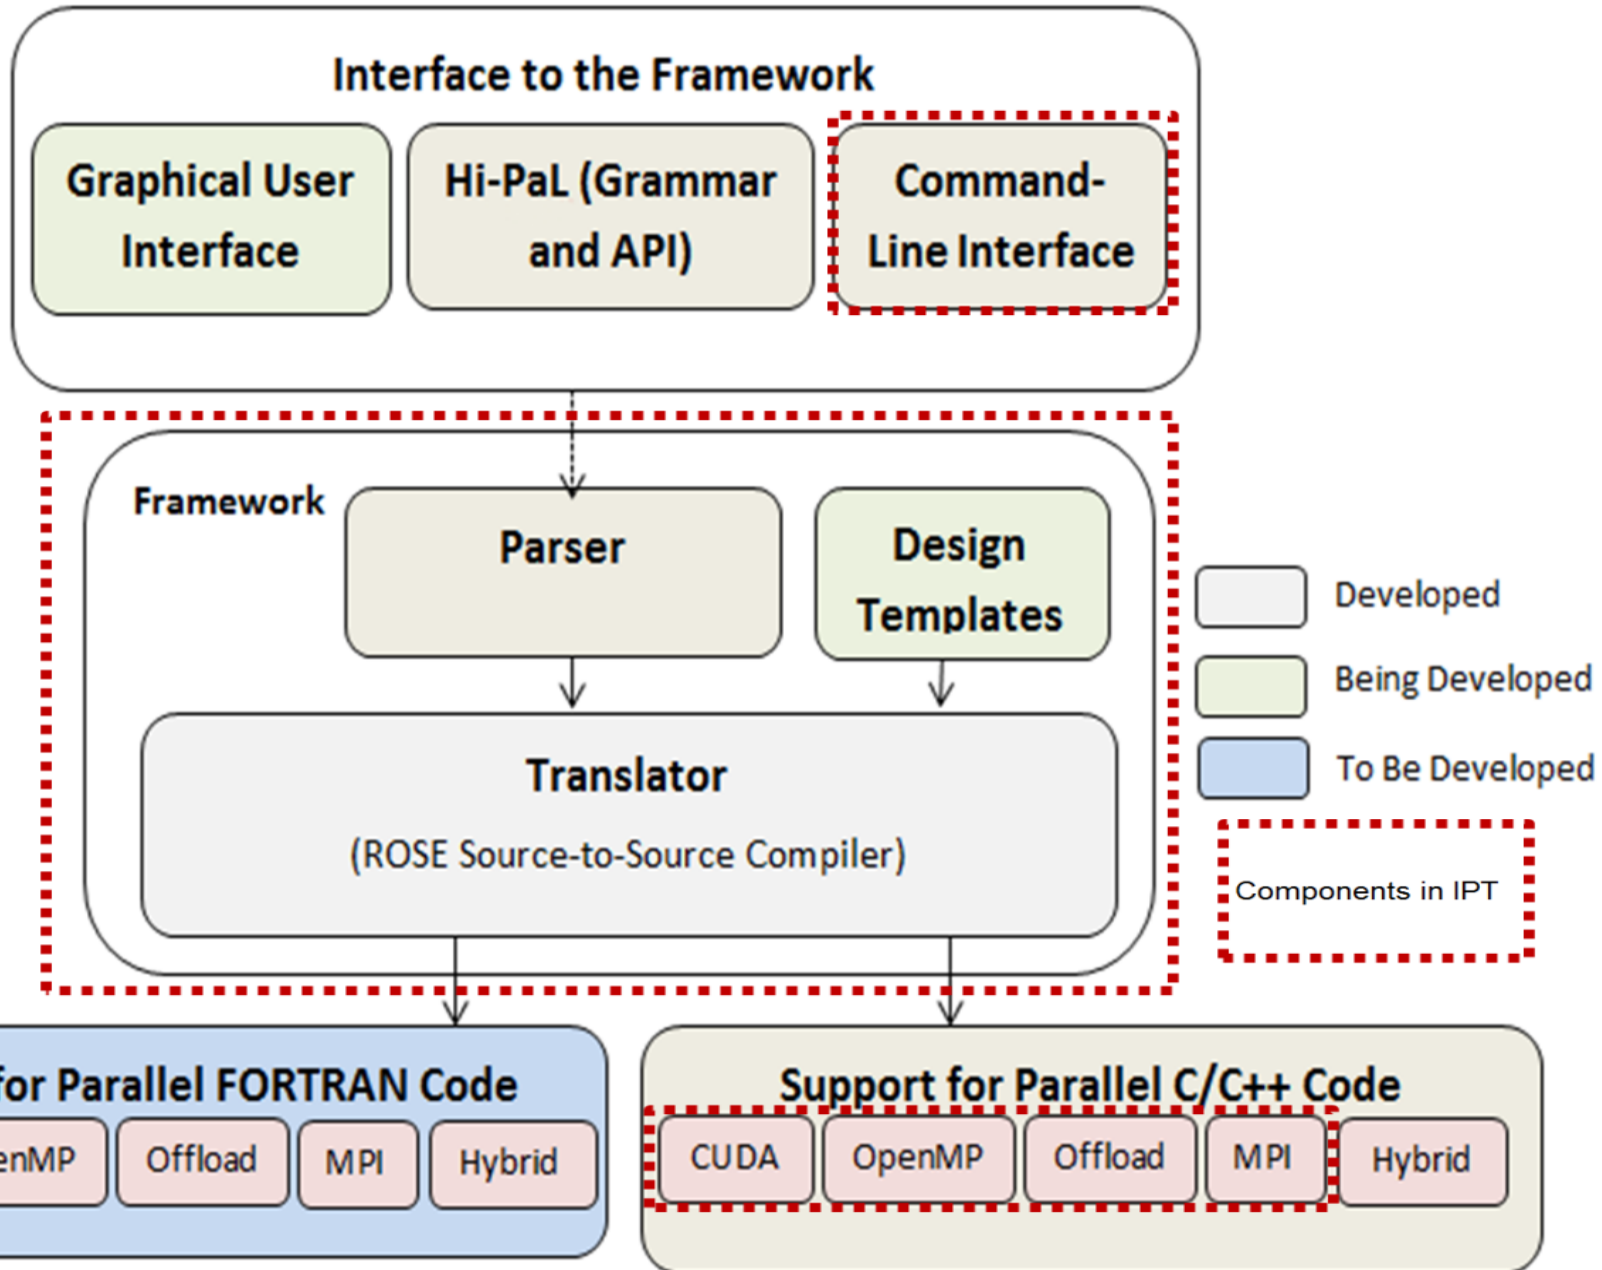 Interface to the Framework
Graphical User
Interface
Hi-PaL (Grammar
and API)
Command-
Line Interface
Framework
Parser
Design
Templates
Translator
(ROSE Source-to-Source Compiler)
Developed
Being Developed
To Be Developed
Components in IPT
for Parallel FORTRAN Code
enMP
Offload
MPI
Hybrid
Support for Parallel C/C++ Code
CUDA
OpenMP
Offload
MPI
Hybrid